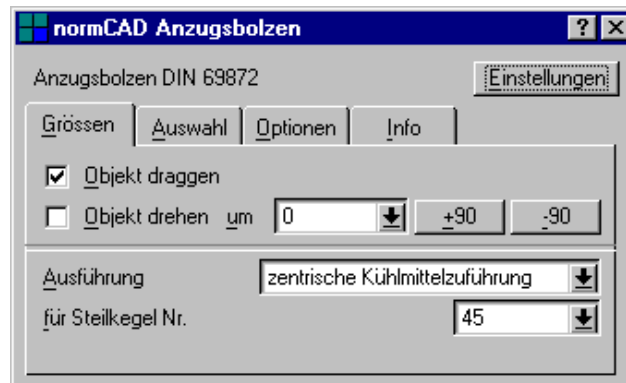 normCAD Anzugsbolzen ? ×
Anzugsbolzen DIN 69872 Einstellungen
Grössen Auswahl Optionen Info
Objekt draggen
Objekt drehen um 0 +90 -90
Ausführung zentrische Kühlmittelzuführung
für Steilkegel Nr. 45